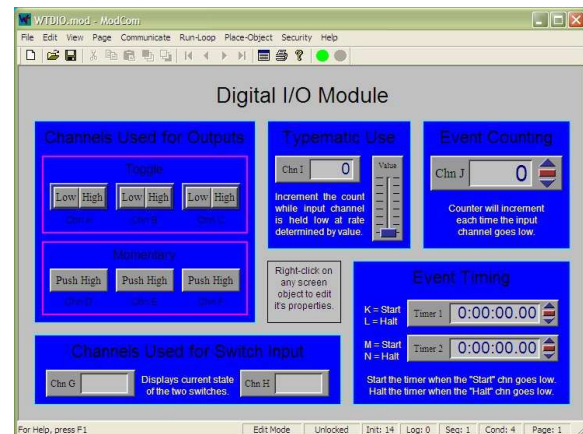 WTDIO.mod - ModCom
File Edit View Page Communicate Run-Loop Place-Object Security Help
Digital I/O Module
Channels Used for Outputs
Toggle
Low High Low High Low High
Chn A Chn B Chn C
Momentary
Push High Push High Push High
Chn D Chn E Chn F
Typematic Use
Chn I 0
Value
Increment the count
while input channel
is held low at rate
determined by value.
Event Counting
Chn J 0
Counter will increment
each time the input
channel goes low.
Right-click on
any screen
object to edit
it's properties.
Event Timing
K = Start
L = Halt
Timer 1 0:00:00.00
M = Start
N = Halt
Timer 2 0:00:00.00
Start the timer when the "Start" chn goes low.
Halt the timer when the "Halt" chn goes low.
Channels Used for Switch Input
Chn G
Displays current state
of the two switches.
Chn H
For Help, press F1
Edit Mode Unlocked Init: 14 Log: 0 Seq: 1 Cond: 4 Page: 1